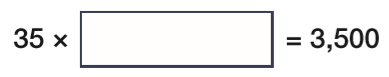 35 × = 3,500